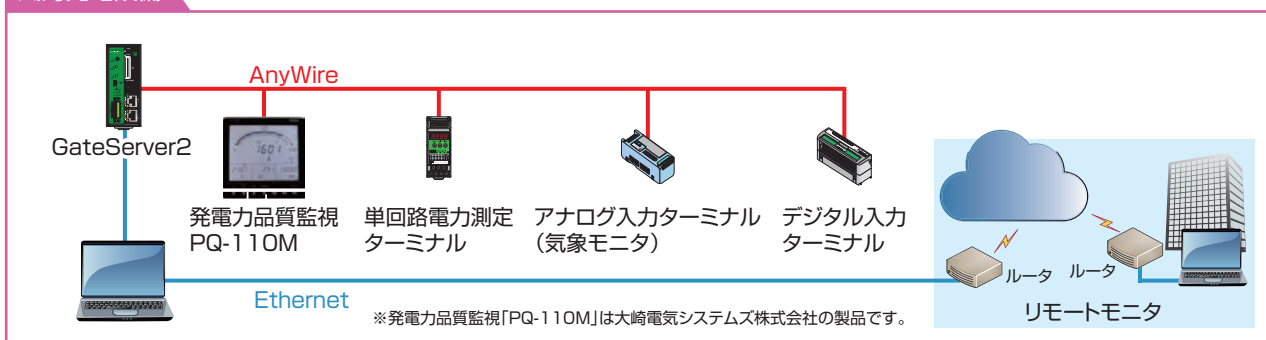 AnyWire
GateServer2
発電力品質監視
PQ-110M
単回路電力測定
ターミナル
アナログ入力ターミナル
（気象モニタ）
デジタル入力
ターミナル
ルータ
ルータ
リモートモニタ
Ethernet
※発電力品質監視「PQ-110M」は大崎電気システムズ株式会社の製品です。